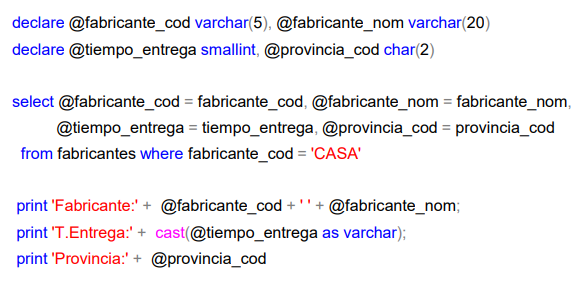 declare @fabricante_cod varchar(5), @fabricante_nom varchar(20)
declare @tiempo_entrega smallint, @provincia_cod char(2)
select @fabricante_cod = fabricante_cod, @fabricante_nom = fabricante_nom,
@tiempo_entrega = tiempo_entrega, @provincia_cod = provincia_cod
from fabricantes where fabricante_cod = 'CASA'
print 'Fabricante:' + @fabricante_cod + ' ' + @fabricante_nom;
print 'T.Entrega:' + cast(@tiempo_entrega as varchar);
print 'Provincia:' + @provincia_cod